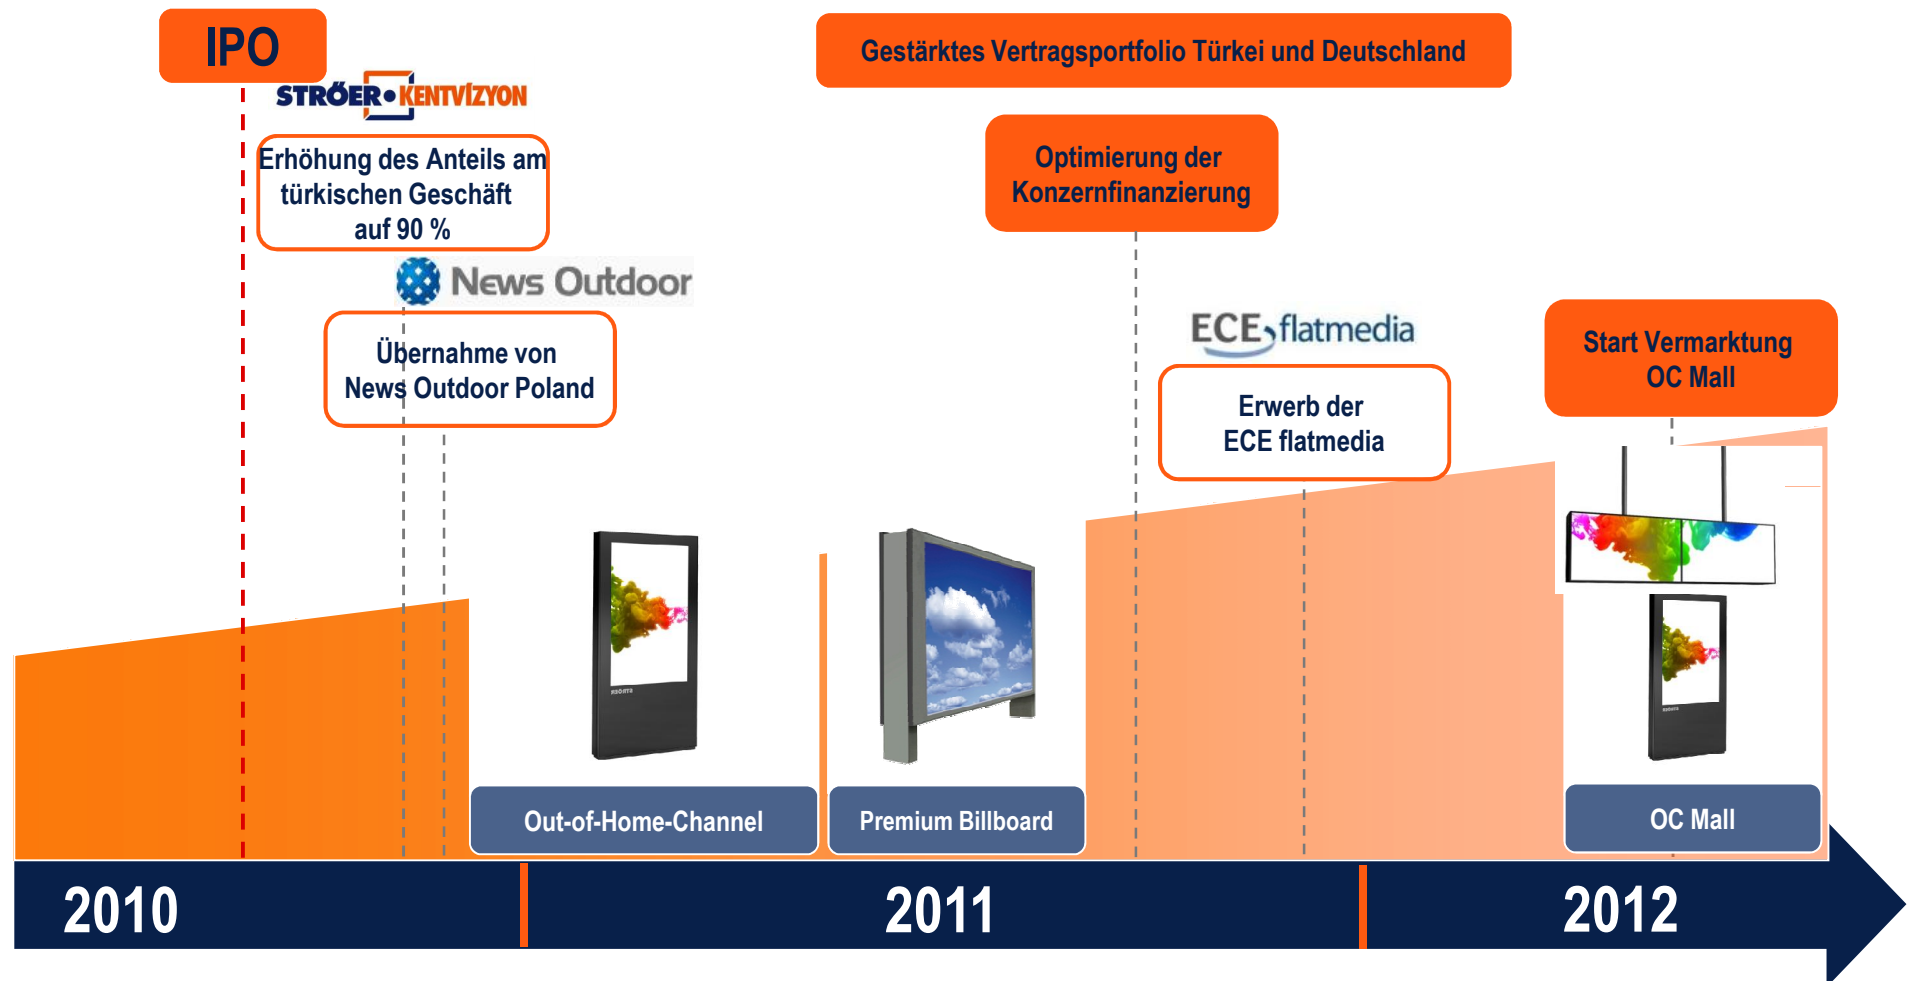 IPO
Gestärktes Vertragsportfolio Türkei und Deutschland
STRÖER KENTVİZYON
Erhöhung des Anteils am
türkischen Geschäft
auf 90 %
Optimierung der
Konzernfinanzierung
News Outdoor
Übernahme von
News Outdoor Poland
ECE flatmedia
Erwerb der
ECE flatmedia
Start Vermarktung
OC Mall
Out-of-Home-Channel
Premium Billboard
OC Mall
2010
2011
2012